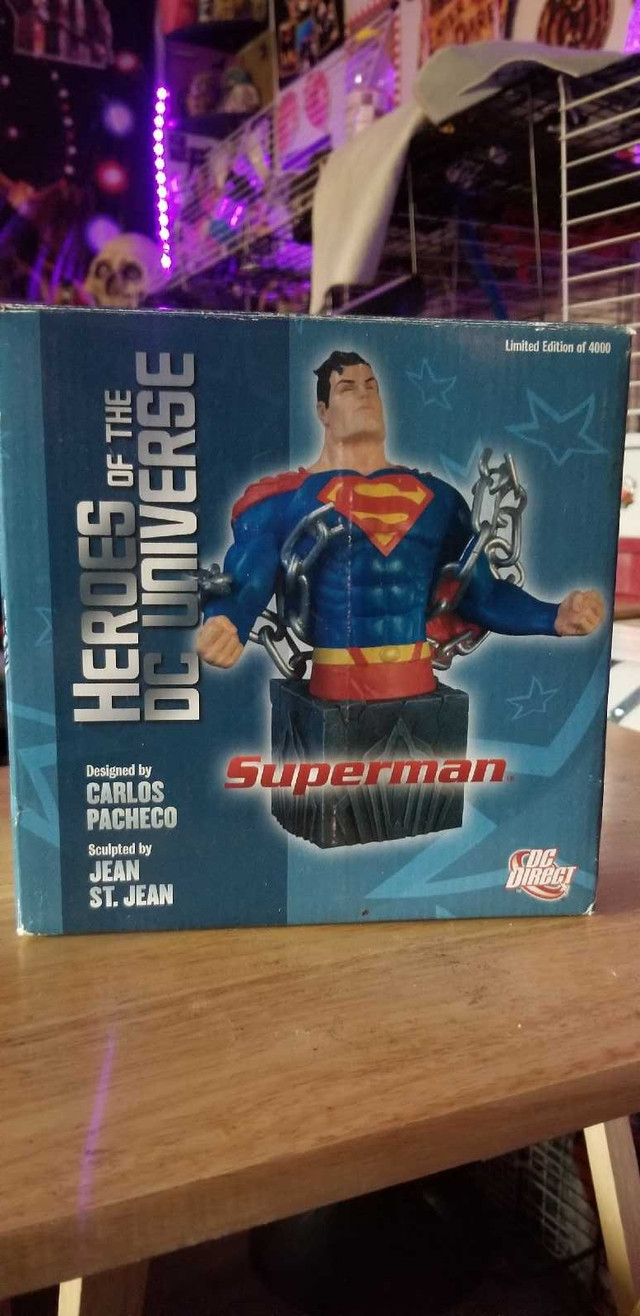 Limited Edition of 4000
HEROES OF THE
DC UNIVERSE
S
Superman
Designed by
CARLOS
PACHECO
Sculpted by
JEAN
ST. JEAN
DC
DIRECT